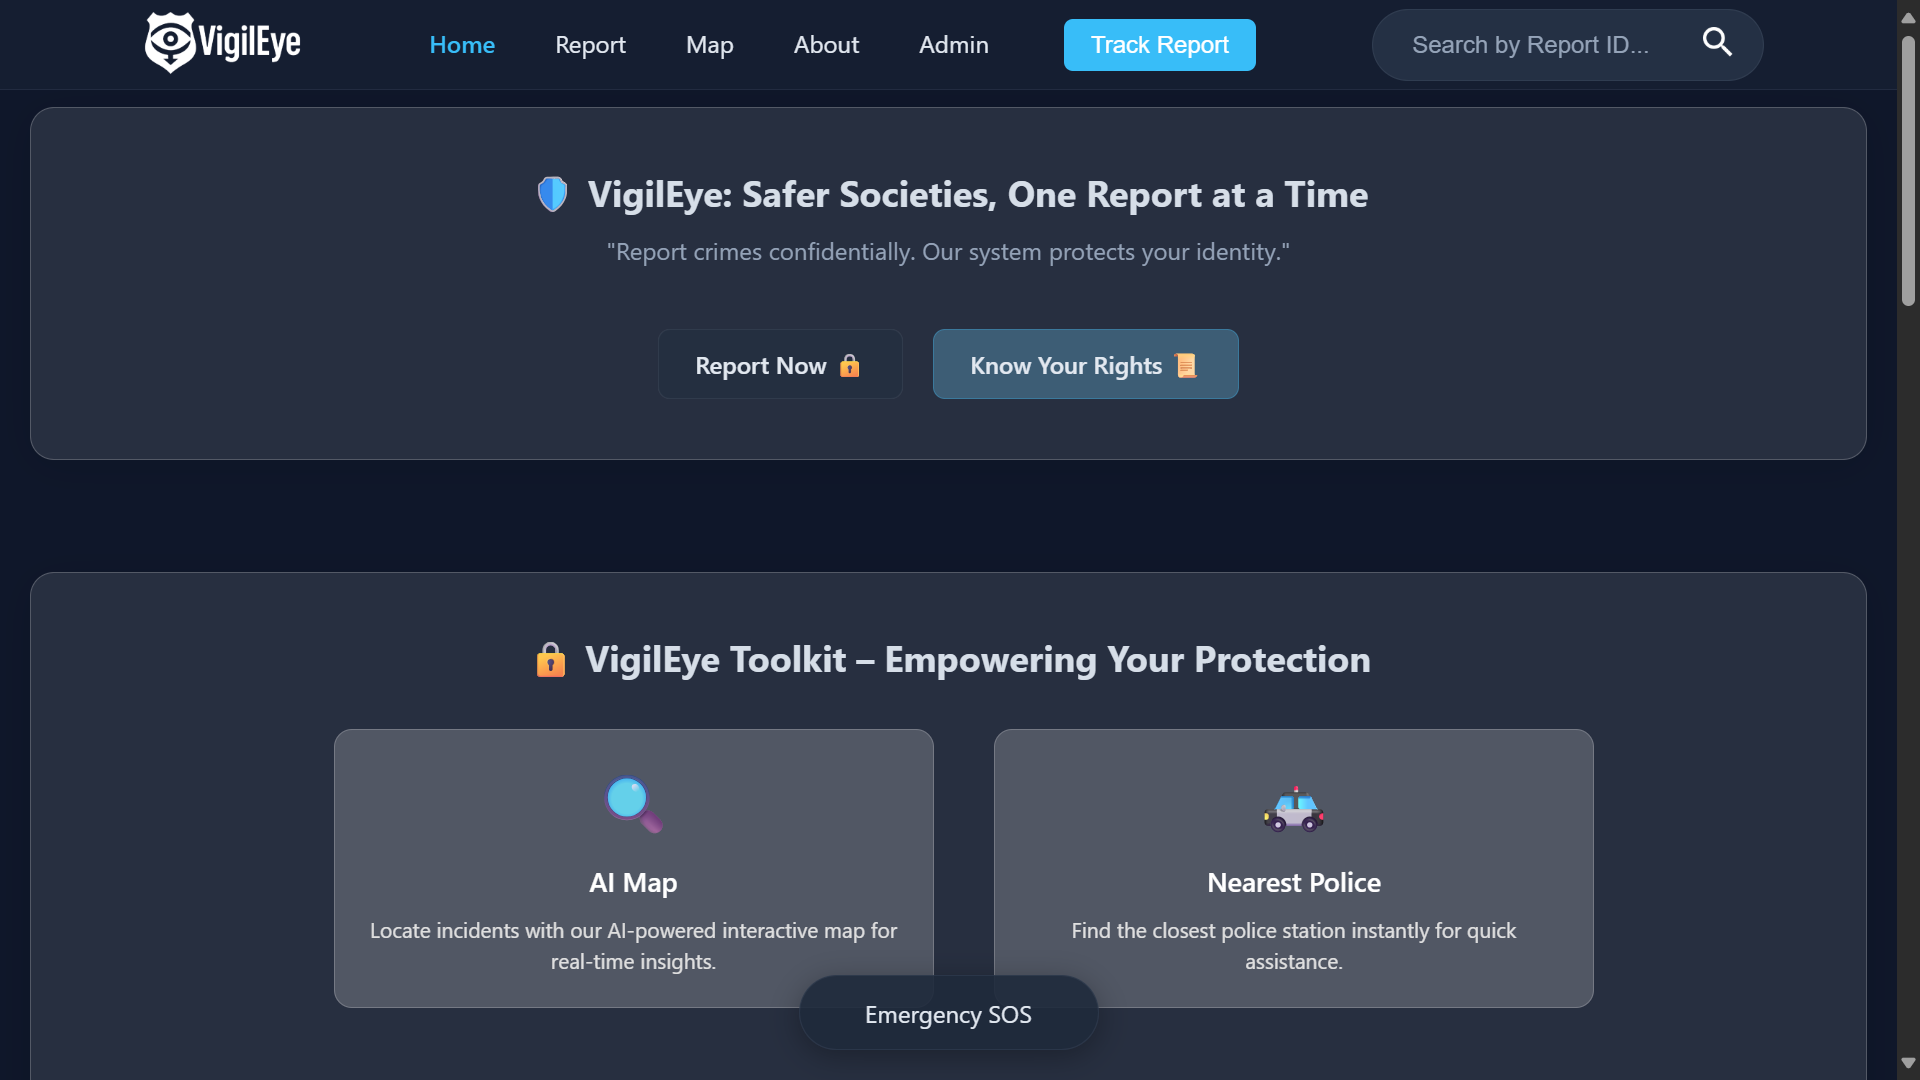 VigilEye
Home
Report
Map
About
Admin
Track Report
Search by Report ID...
VigilEye: Safer Societies, One Report at a Time
"Report crimes confidentially. Our system protects your identity."
Report Now
Know Your Rights
VigilEye Toolkit – Empowering Your Protection
AI Map
Locate incidents with our AI-powered interactive map for
real-time insights.
Nearest Police
Find the closest police station instantly for quick
assistance.
Emergency SOS